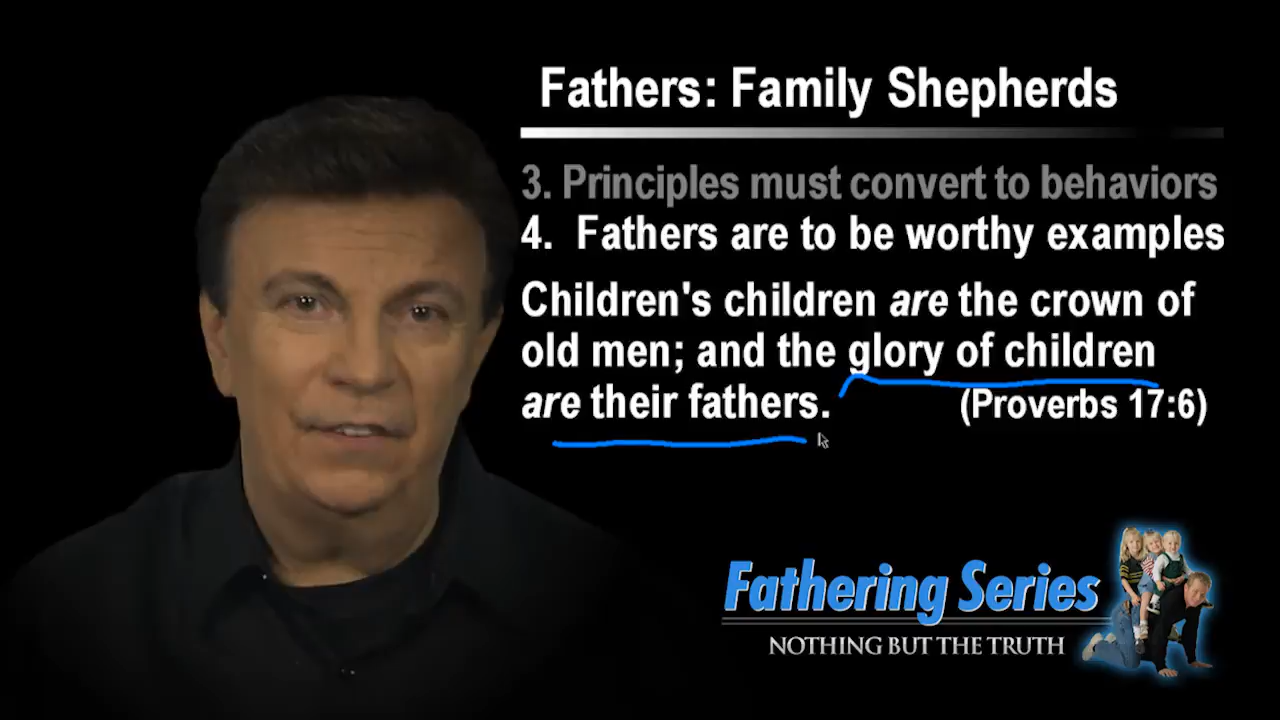 Fathers: Family Shepherds
3. Principles must convert to behaviors
4. Fathers are to be worthy examples
Children's children are the crown of
old men; and the glory of children
are their fathers. (Proverbs 17:6)
Fathering Series
NOTHING BUT THE TRUTH